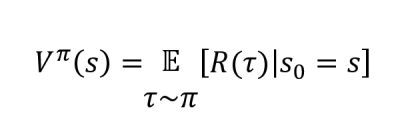 V^π(s) = 𝔼 [R(τ)|s₀ = s]
τ~π